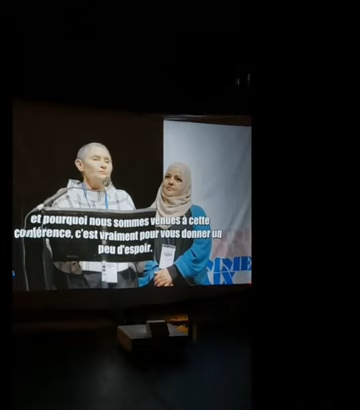 et pourquoi nous sommes venues à cette
conférence, c'est vraiment pour vous donner un
peu d'espoir.